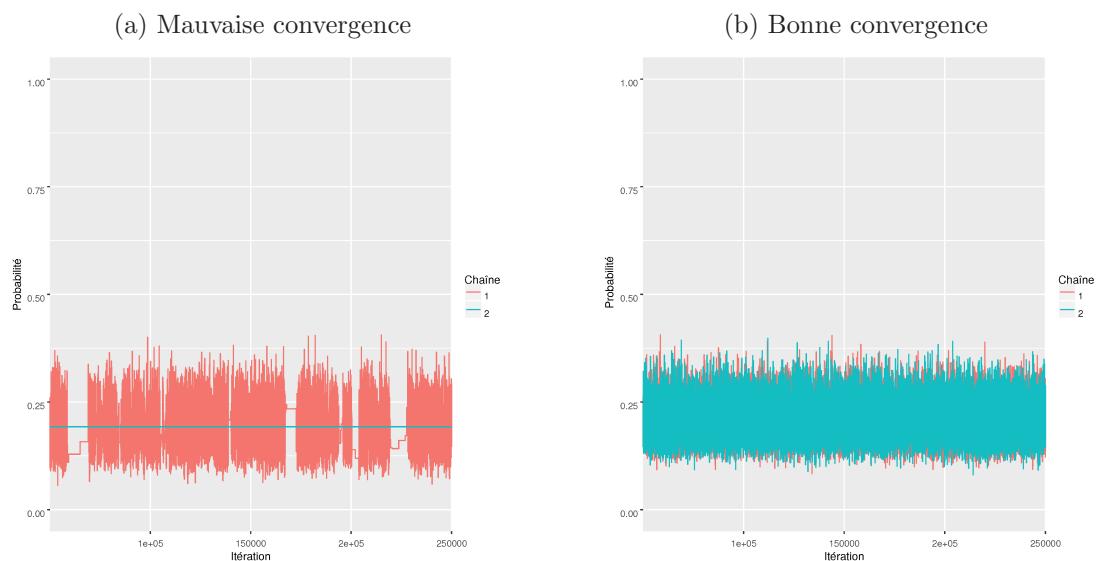 (a) Mauvaise convergence
1.00
0.75
0.50
0.25
0.00
Probabilité
1e+05
150000
2e+05
250000
Itération
Chaîne
1
2
(b) Bonne convergence
1.00
0.75
0.50
0.25
0.00
Probabilité
1e+05
150000
2e+05
250000
Itération
Chaîne
1
2